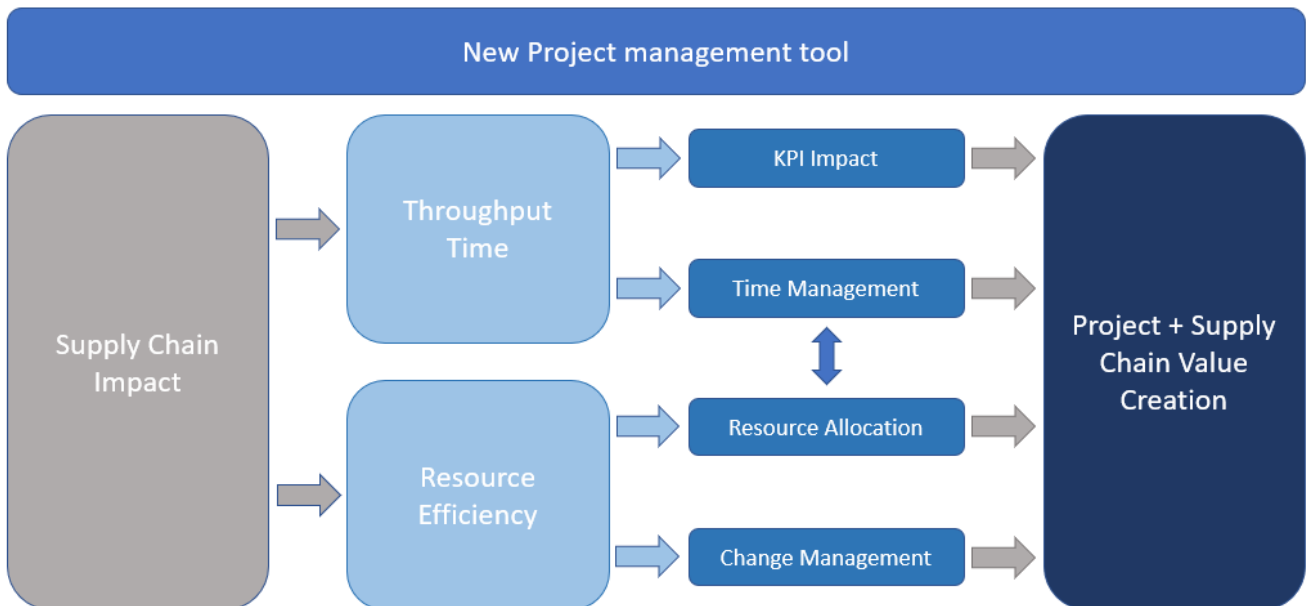 New Project management tool
Supply Chain
Impact
Throughput
Time
Resource
Efficiency
KPI Impact
Time Management
Resource Allocation
Change Management
Project + Supply
Chain Value
Creation